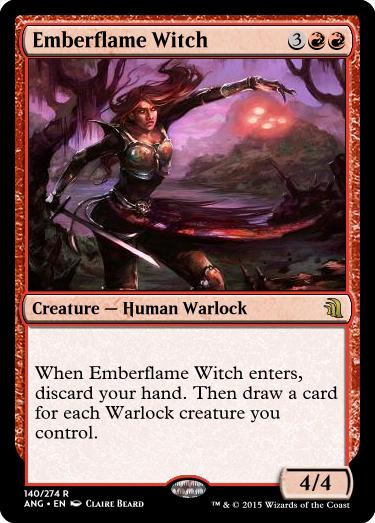 Emberflame Witch 3
Creature — Human Warlock
When Emberflame Witch enters,
discard your hand. Then draw a card
for each Warlock creature you
control.
4/4
140/274 R
ANG • EN Claire Beard
™ & © 2015 Wizards of the Coast